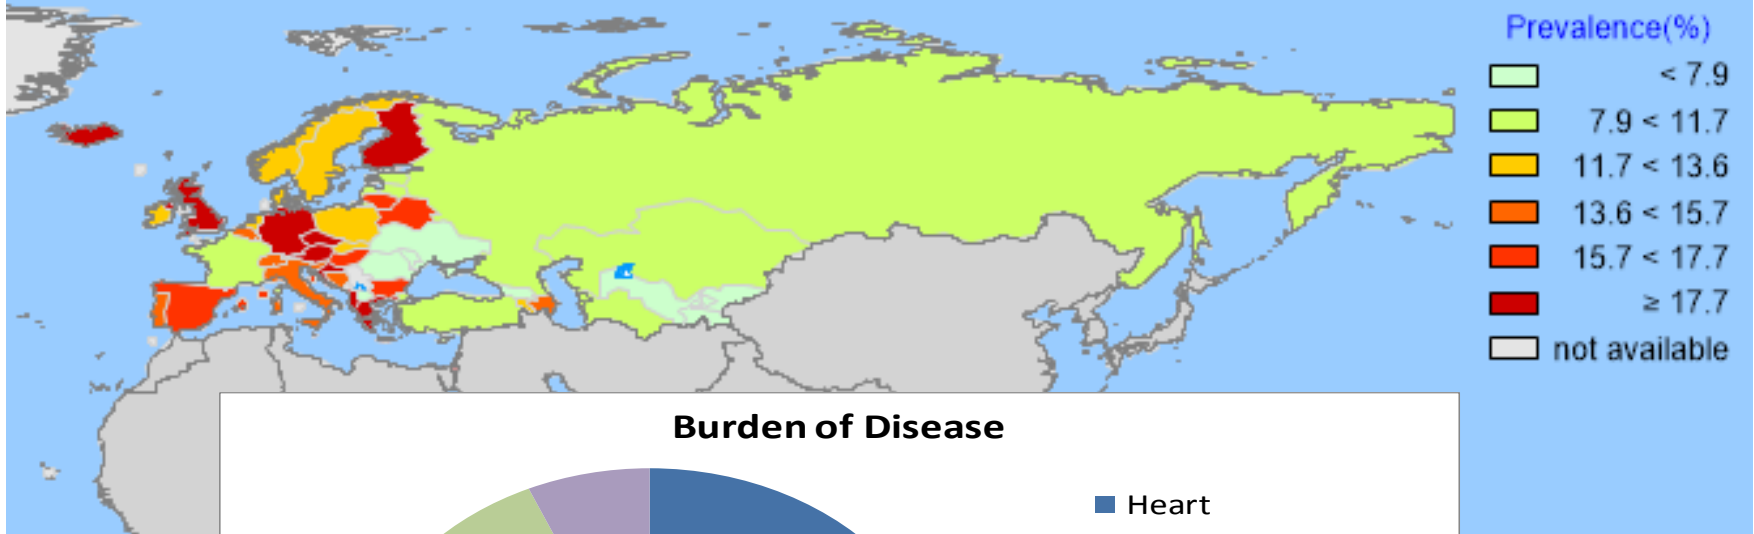 Prevalence(%)
< 7.9
7.9 < 11.7
11.7 < 13.6
13.6 < 15.7
15.7 < 17.7
≥ 17.7
not available
Burden of Disease
Heart